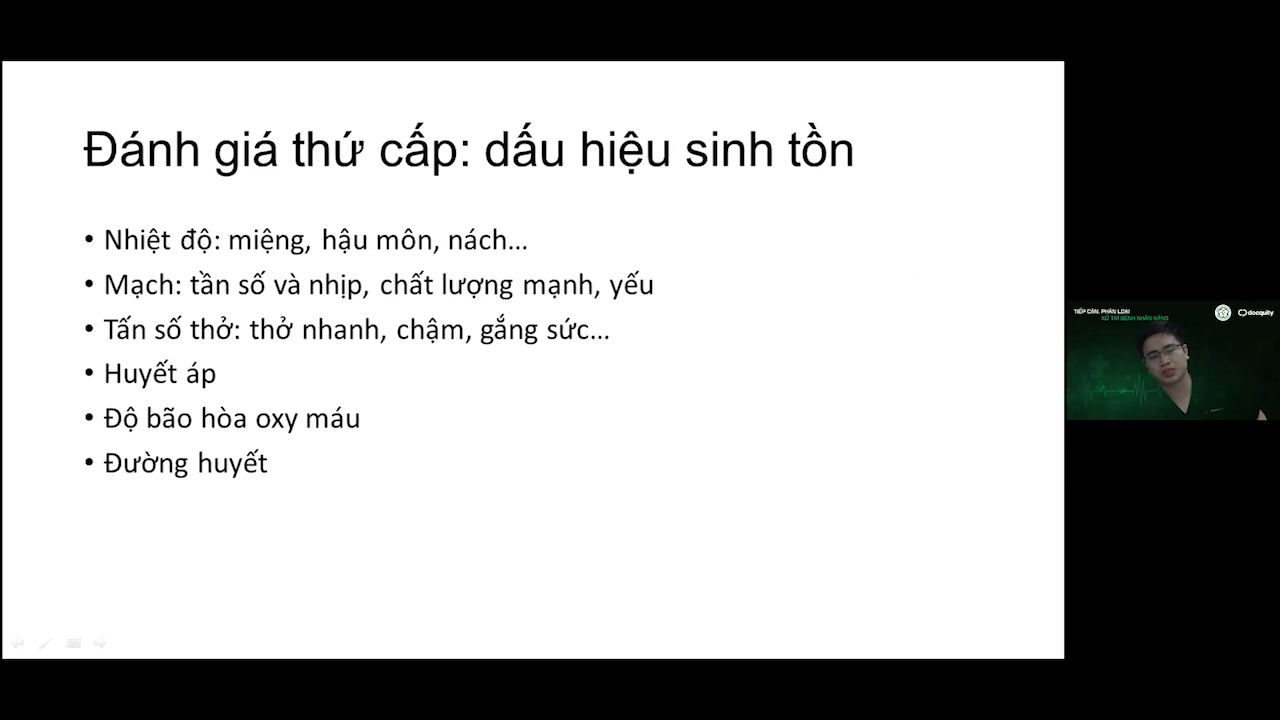 Đánh giá thứ cấp: dấu hiệu sinh tồn
• Nhiệt độ: miệng, hậu môn, nách...
• Mạch: tần số và nhịp, chất lượng mạnh, yếu
• Tấn số thở: thở nhanh, chậm, gắng sức...
• Huyết áp
• Độ bão hòa oxy máu
• Đường huyết
TIẾP CẬN, PHÂN LOẠI
XỬ TRÍ BỆNH NHÂN NẶNG
docquity